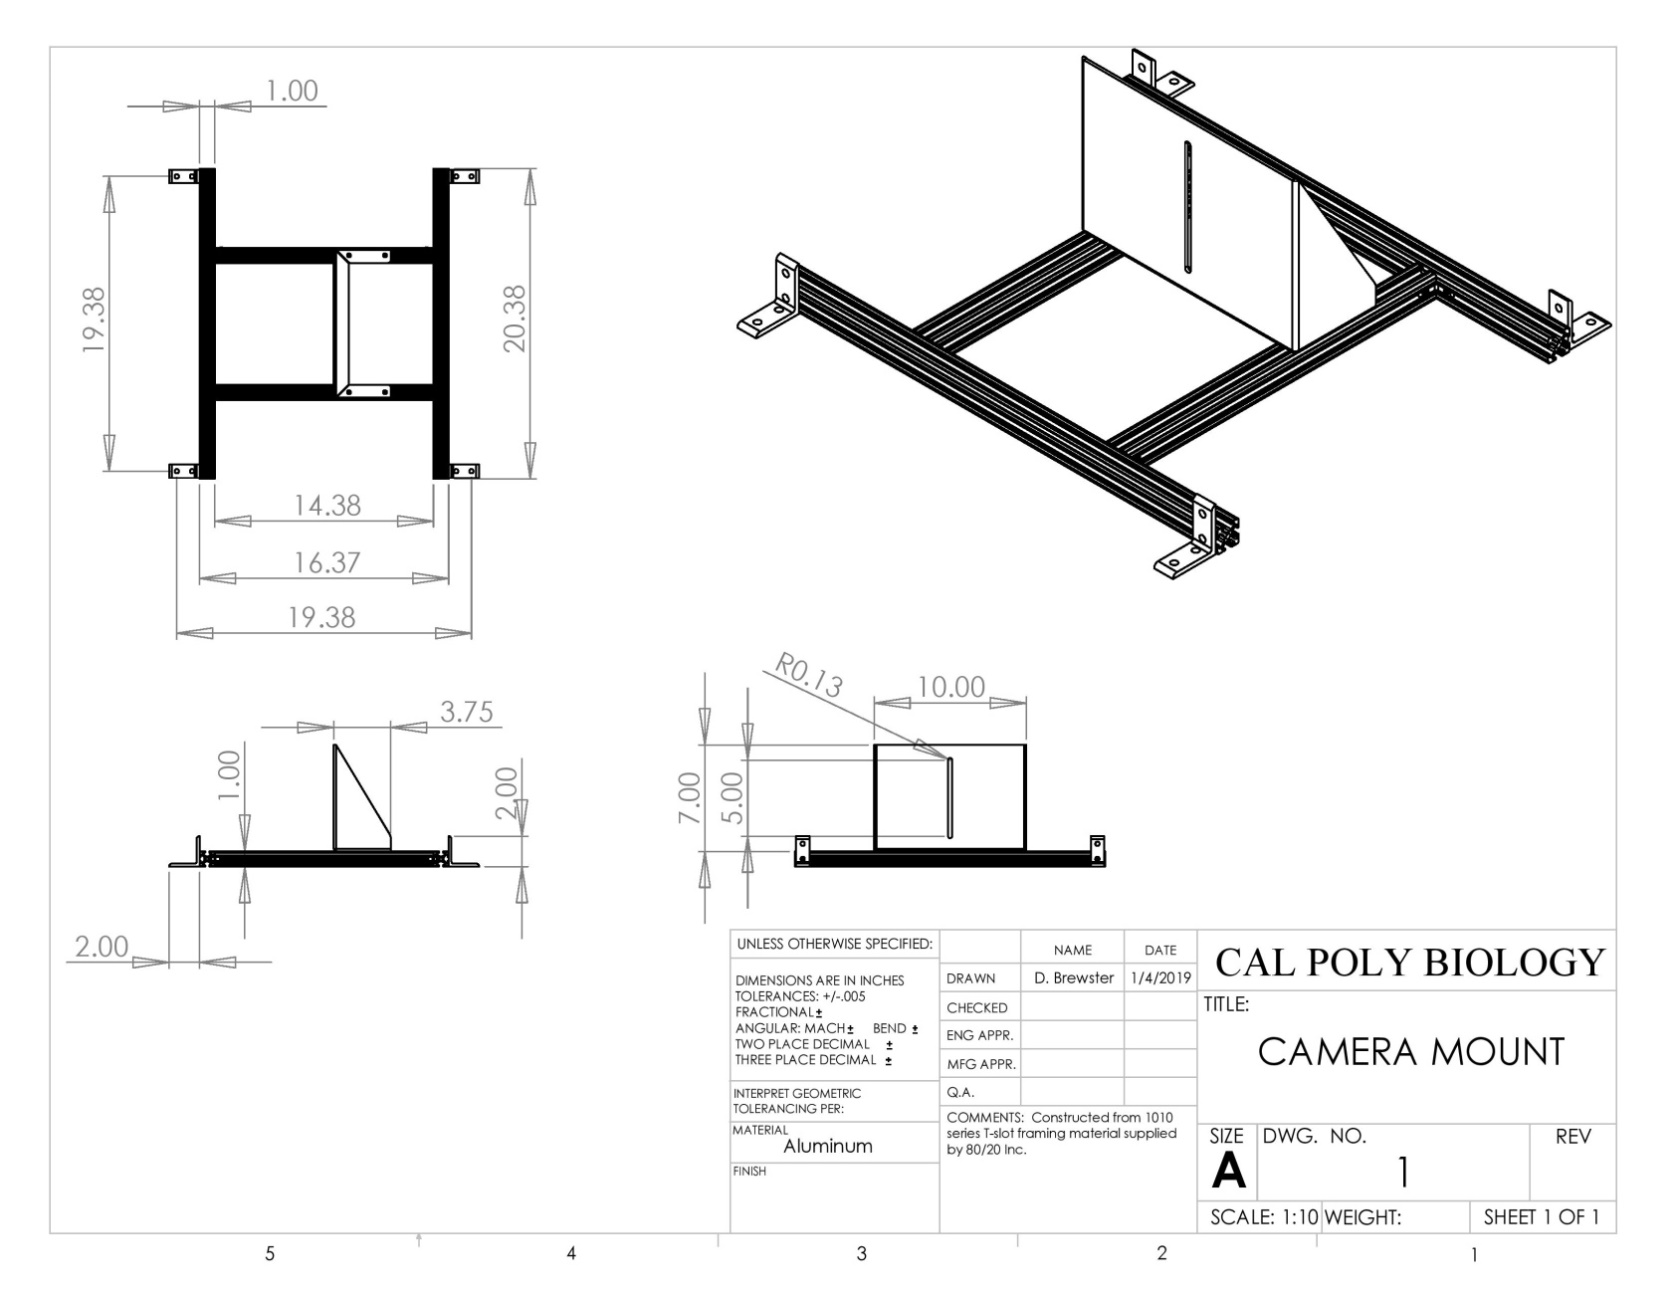 1.00
19.38
20.38
14.38
16.37
19.38
3.75
1.00
2.00
2.00
R0.13
10.00
7.00
5.00
UNLESS OTHERWISE SPECIFIED:
DIMENSIONS ARE IN INCHES
TOLERANCES: +/-.005
FRACTIONAL±
ANGULAR: MACH± BEND ±
TWO PLACE DECIMAL ±
THREE PLACE DECIMAL ±
INTERPRET GEOMETRIC
TOLERANCING PER:
MATERIAL
Aluminum
FINISH
NAME DATE
DRAWN D. Brewster 1/4/2019
CHECKED
ENG APPR.
MFG APPR.
Q.A.
COMMENTS: Constructed from 1010
series T-slot framing material supplied
by 80/20 Inc.
CAL POLY BIOLOGY
TITLE:
CAMERA MOUNT
SIZE DWG. NO. REV
A 1
SCALE: 1:10 WEIGHT: SHEET 1 OF 1
5 4 3 2 1